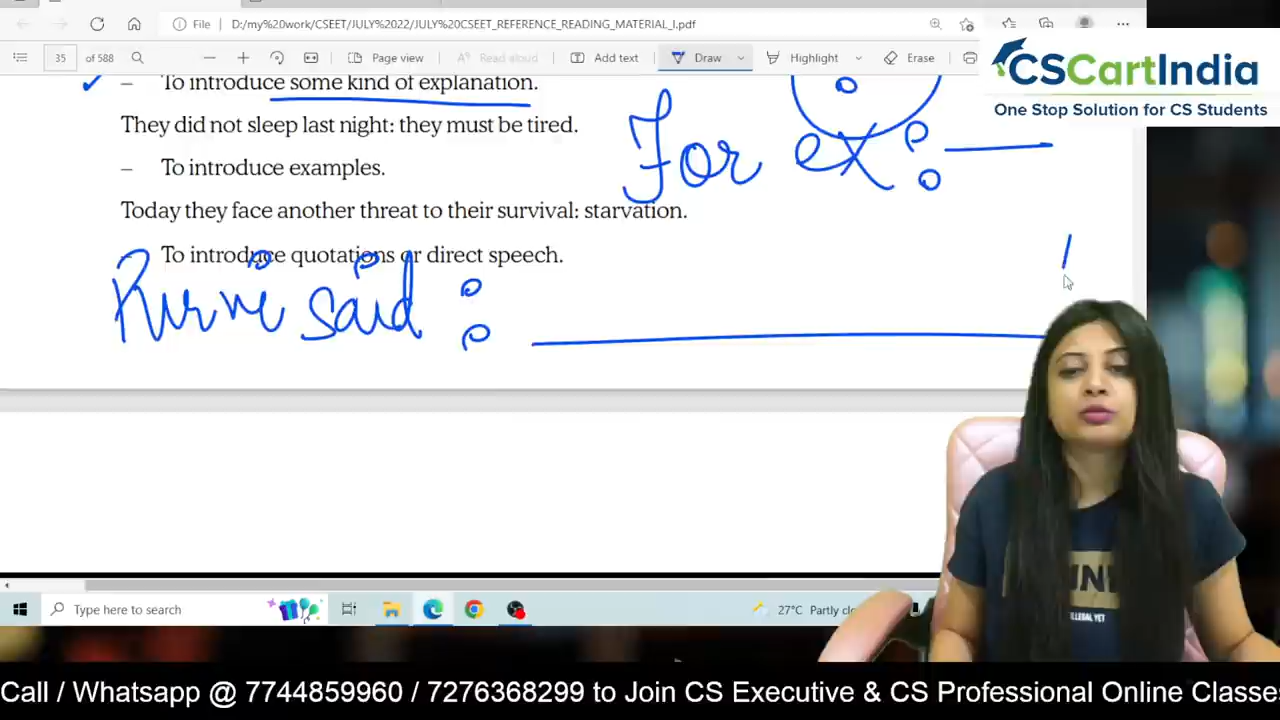 File D:/my%20work/CSEET/JULY%2022/JULY%20CSEET_REFERENCE_READING_MATERIAL_I.pdf
35 of 588 Page view Read aloud Add text Draw Highlight Erase
CSCartIndia
One Stop Solution for CS Students
– To introduce some kind of explanation.
They did not sleep last night: they must be tired.
For ex :
– To introduce examples.
Today they face another threat to their survival: starvation.
– To introduce quotations or direct speech.
said :
LEGAL YET
Type here to search
27°C Partly
Call / Whatsapp @ 7744859960 / 7276368299 to Join CS Executive & CS Professional Online Classes